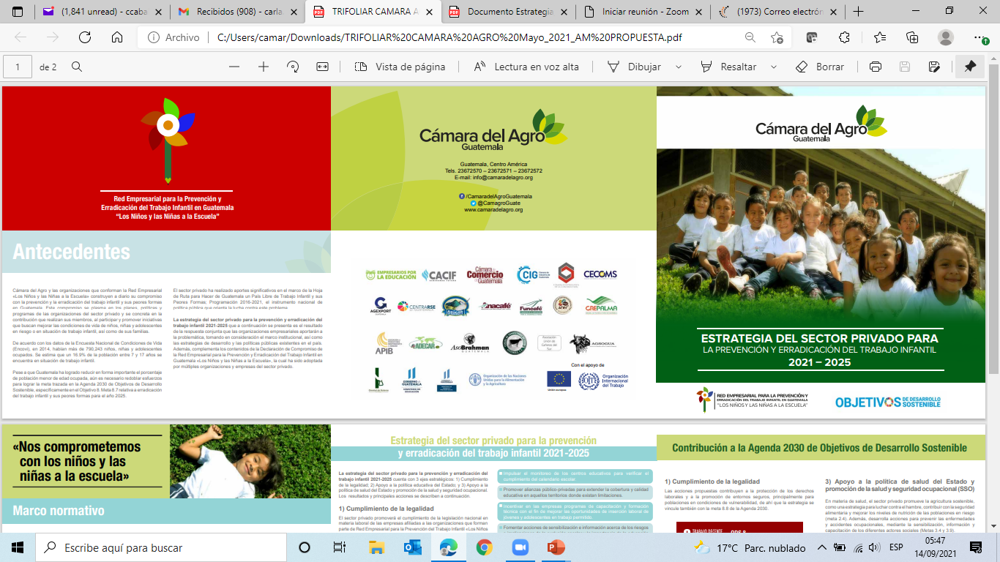 (1,841 unread) - ccaba
Recibidos (908) - carla.
TRIFOLIAR CAMARA A
Documento Estrategia
Iniciar reunión - Zoom
(1973) Correo electrón
Archivo
C:/Users/camar/Downloads/TRIFOLIAR%20CAMARA%20AGRO%20Mayo_2021_AM%20PROPUESTA.pdf
1 de 2
Vista de página
Lectura en voz alta
Dibujar
Resaltar
Borrar
Red Empresarial para la Prevención y
Erradicación del Trabajo Infantil en Guatemala
“Los Niños y las Niñas a la Escuela”
Antecedentes
Cámara del Agro y las organizaciones que conforman la Red Empresarial
«Los Niños y las Niñas a la Escuela» construyen a diario su compromiso
con la prevención y la erradicación del trabajo infantil y sus peores formas
en Guatemala. Este compromiso se plasma en los planes, políticas y
programas de las organizaciones del sector privado y se concreta en la
contribución que realizan sus miembros, al participar y promover iniciativas
que buscan mejorar las condiciones de vida de niños, niñas y adolescentes
en riesgo o en situación de trabajo infantil, así como de sus familias.
De acuerdo con los datos de la Encuesta Nacional de Condiciones de Vida
(Encovi), en 2014, habían más de 790,243 niños, niñas y adolescentes
ocupados. Se estima que un 16.9% de la población entre 7 y 17 años se
encuentra en situación de trabajo infantil.
Pese a que Guatemala ha logrado reducir en forma importante el porcentaje
de población menor de edad ocupada, aún es necesario redoblar esfuerzos
para lograr la meta trazada en la Agenda 2030 de Objetivos de Desarrollo
Sostenible, específicamente en el Objetivo 8. Meta 8.7 relativa a erradicación
del trabajo infantil y sus peores formas para el año 2025.
El sector privado ha realizado aportes significativos en el marco de la Hoja
de Ruta para Hacer de Guatemala un País Libre de Trabajo Infantil y sus
Peores Formas, Programación 2016-2021, el instrumento nacional de
política pública que orienta la lucha contra este problema.
La estrategia del sector privado para la prevención y erradicación del
trabajo infantil 2021-2025 que a continuación se presenta es el resultado
de la respuesta conjunta que las organizaciones empresariales aportarán a
la problemática, tomando en consideración el marco institucional, así como
las estrategias de desarrollo y las políticas públicas existentes en el país.
Además, complementa los contenidos de la Declaración de Compromiso de
la Red Empresarial para la Prevención y Erradicación del Trabajo Infantil en
Guatemala «Los Niños y las Niñas a la Escuela», la cual ha sido adoptada
por múltiples organizaciones y empresas del sector privado.
Cámara del Agro
Guatemala
Guatemala, Centro América
Tels. 23672570 – 23672571 – 23672572
E-mail: info@camaradelagro.org
/CamaradelAgroGuatemala
@CamagroGuate
www.camaradelagro.org
EMPRESARIOS POR
LA EDUCACIÓN
CACIF
Cámara de
Comercio
de Guatemala
CIG
CECOMS
AGEXPORT
CENTRARSE
anacafé
Funcafé
GREPALMA
APIB
ADECAR
AsoBrahman
GUATEMALA
AGROGUA
Con el apoyo de
GOBIERNO de
GUATEMALA
Organización de las Naciones
Unidas para la Alimentación
y la Agricultura
Unión europea
Organización
Internacional
del Trabajo
Cámara del Agro
Guatemala
ESTRATEGIA DEL SECTOR PRIVADO PARA
LA PREVENCIÓN Y ERRADICACIÓN DEL TRABAJO INFANTIL
2021 – 2025
RED EMPRESARIAL PARA LA PREVENCIÓN Y
ERRADICACIÓN DEL TRABAJO INFANTIL EN GUATEMALA
“LOS NIÑOS Y LAS NIÑAS A LA ESCUELA”
OBJETIVOS DE DESARROLLO
SOSTENIBLE
«Nos comprometemos
con los niños y las
niñas a la escuela»
Marco normativo
Estrategia del sector privado para la prevención
y erradicación del trabajo infantil 2021-2025
La estrategia del sector privado para la prevención y erradicación del
trabajo infantil 2021-2025 cuenta con 3 ejes estratégicos: 1) Cumplimiento
de la legalidad; 2) Apoyo a la política educativa del Estado; y 3) Apoyo a la
política de salud del Estado y promoción de la salud y seguridad ocupacional.
Los resultados y principales acciones se describen a continuación.
1) Cumplimiento de la legalidad
El sector privado promoverá el cumplimiento de la legislación nacional en
materia laboral de las empresas afiliadas a las organizaciones que forman
parte de Red Empresarial para la Prevención del Trabajo Infantil «Los Niños
Impulsar el monitoreo de los centros educativos para verificar el
cumplimiento del calendario escolar.
Promover alianzas público-privadas para extender la cobertura y calidad
educativa en aquellos territorios donde existan limitaciones.
Incentivar en las empresas programas de capacitación y formación
técnica con el fin de mejorar las oportunidades de inserción laboral de
jóvenes y adolescentes en trabajo permitido.
Fomentar acciones de sensibilización e información acerca de los riesgos
Contribución a la Agenda 2030 de Objetivos de Desarrollo Sostenible
1) Cumplimiento de la legalidad
Las acciones propuestas contribuyen a la protección de los derechos
laborales y a la promoción de entornos seguros, principalmente para
poblaciones en condiciones de vulnerabilidad, de ahí que la estrategia se
vincule también con la meta 8.8 de la Agenda 2030.
TRABAJO DECENTE
ODS 8
3) Apoyo a la política de salud del Estado y
promoción de la salud y seguridad ocupacional (SSO)
En materia de salud, el sector privado promueve la agricultura sostenible,
como una estrategia para luchar contra el hambre, contribuir con la seguridad
alimentaria y mejorar los niveles de nutrición de las poblaciones en riesgo
(meta 2.4). Además, desarrolla acciones para prevenir las enfermedades
y accidentes ocupacionales, mediante la sensibilización, información y
capacitación de los diferentes actores sociales (Metas 3.4 y 3.9).
Escribe aquí para buscar
17°C Parc. nublado
ESP
05:47
14/09/2021